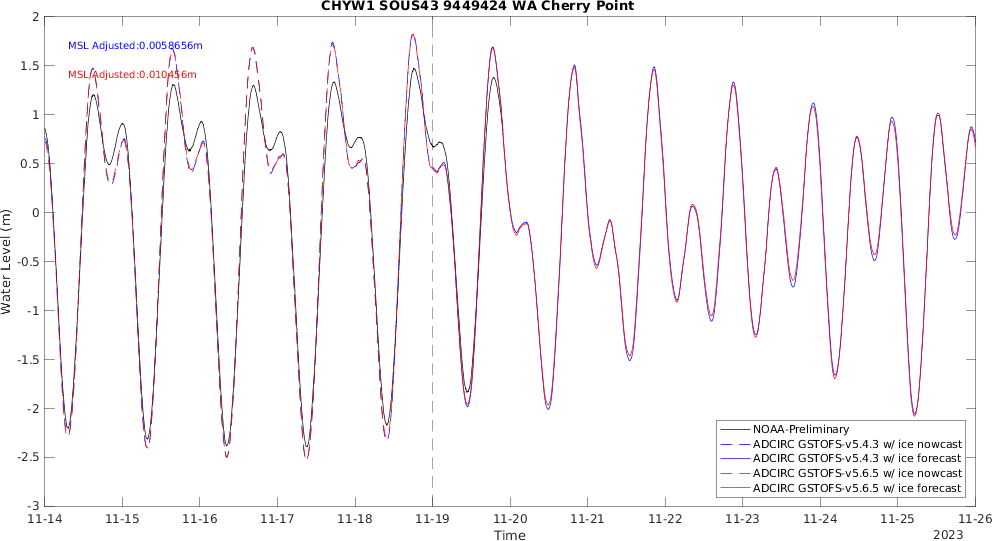 CHYW1 SOUS43 9449424 WA Cherry Point
MSL Adjusted:0.0058656m
MSL Adjusted:0.010456m
Water Level (m)
2
1.5
1
0.5
0
-0.5
-1
-1.5
-2
-2.5
-3
NOAA-Preliminary
ADCIRC GSTOFS-v5.4.3 w/ ice nowcast
ADCIRC GSTOFS-v5.4.3 w/ ice forecast
ADCIRC GSTOFS-v5.6.5 w/ ice nowcast
ADCIRC GSTOFS-v5.6.5 w/ ice forecast
11-14 11-15 11-16 11-17 11-18 11-19 11-20 11-21 11-22 11-23 11-24 11-25 11-26
Time
2023